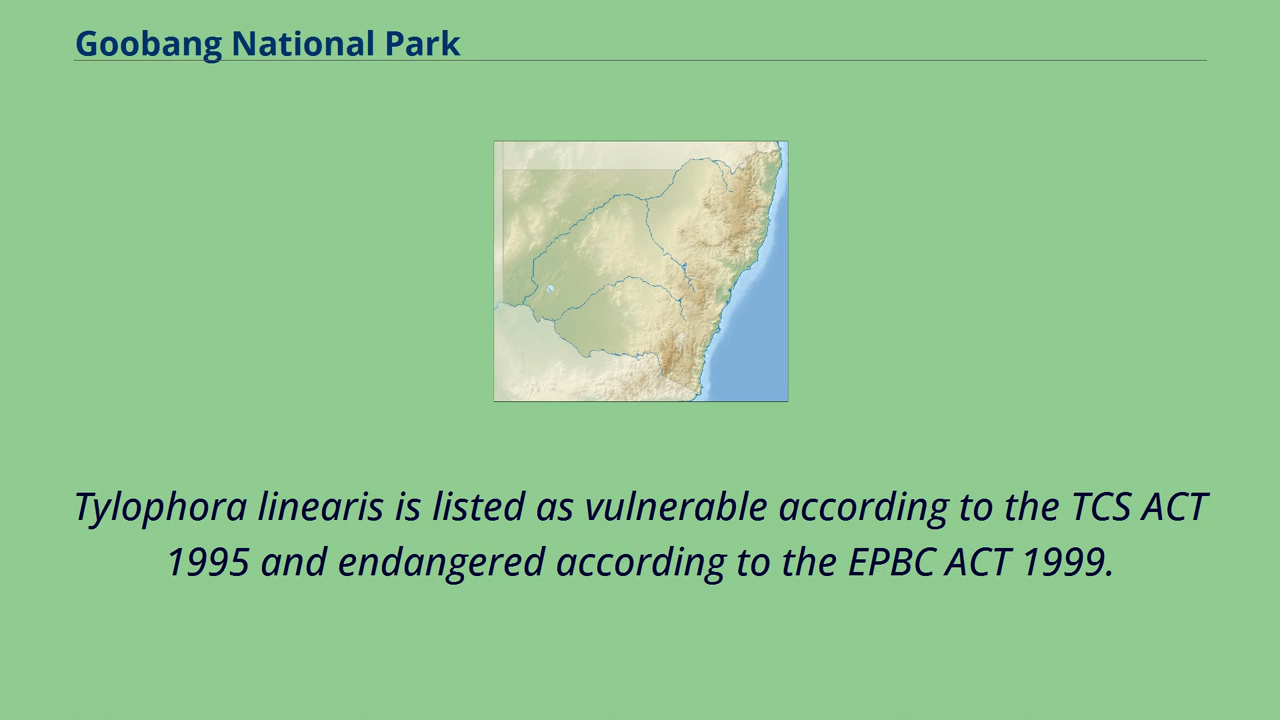 Goobang National Park
Tylophora linearis is listed as vulnerable according to the TCS ACT
1995 and endangered according to the EPBC ACT 1999.